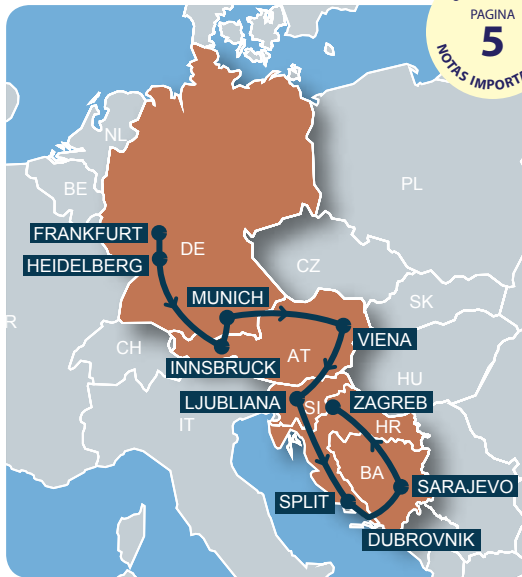 PAGINA
5
NOTAS IMPORT
NL
BE
PL
FRANKFURT
DE
HEIDELBERG
CZ
MUNICH
SK
R
VIENA
CH
AT
INNSBRUCK
HU
LJUBLIANA
SI
ZAGREB
IT
HR
BA
SARAJEVO
SPLIT
DUBROVNIK